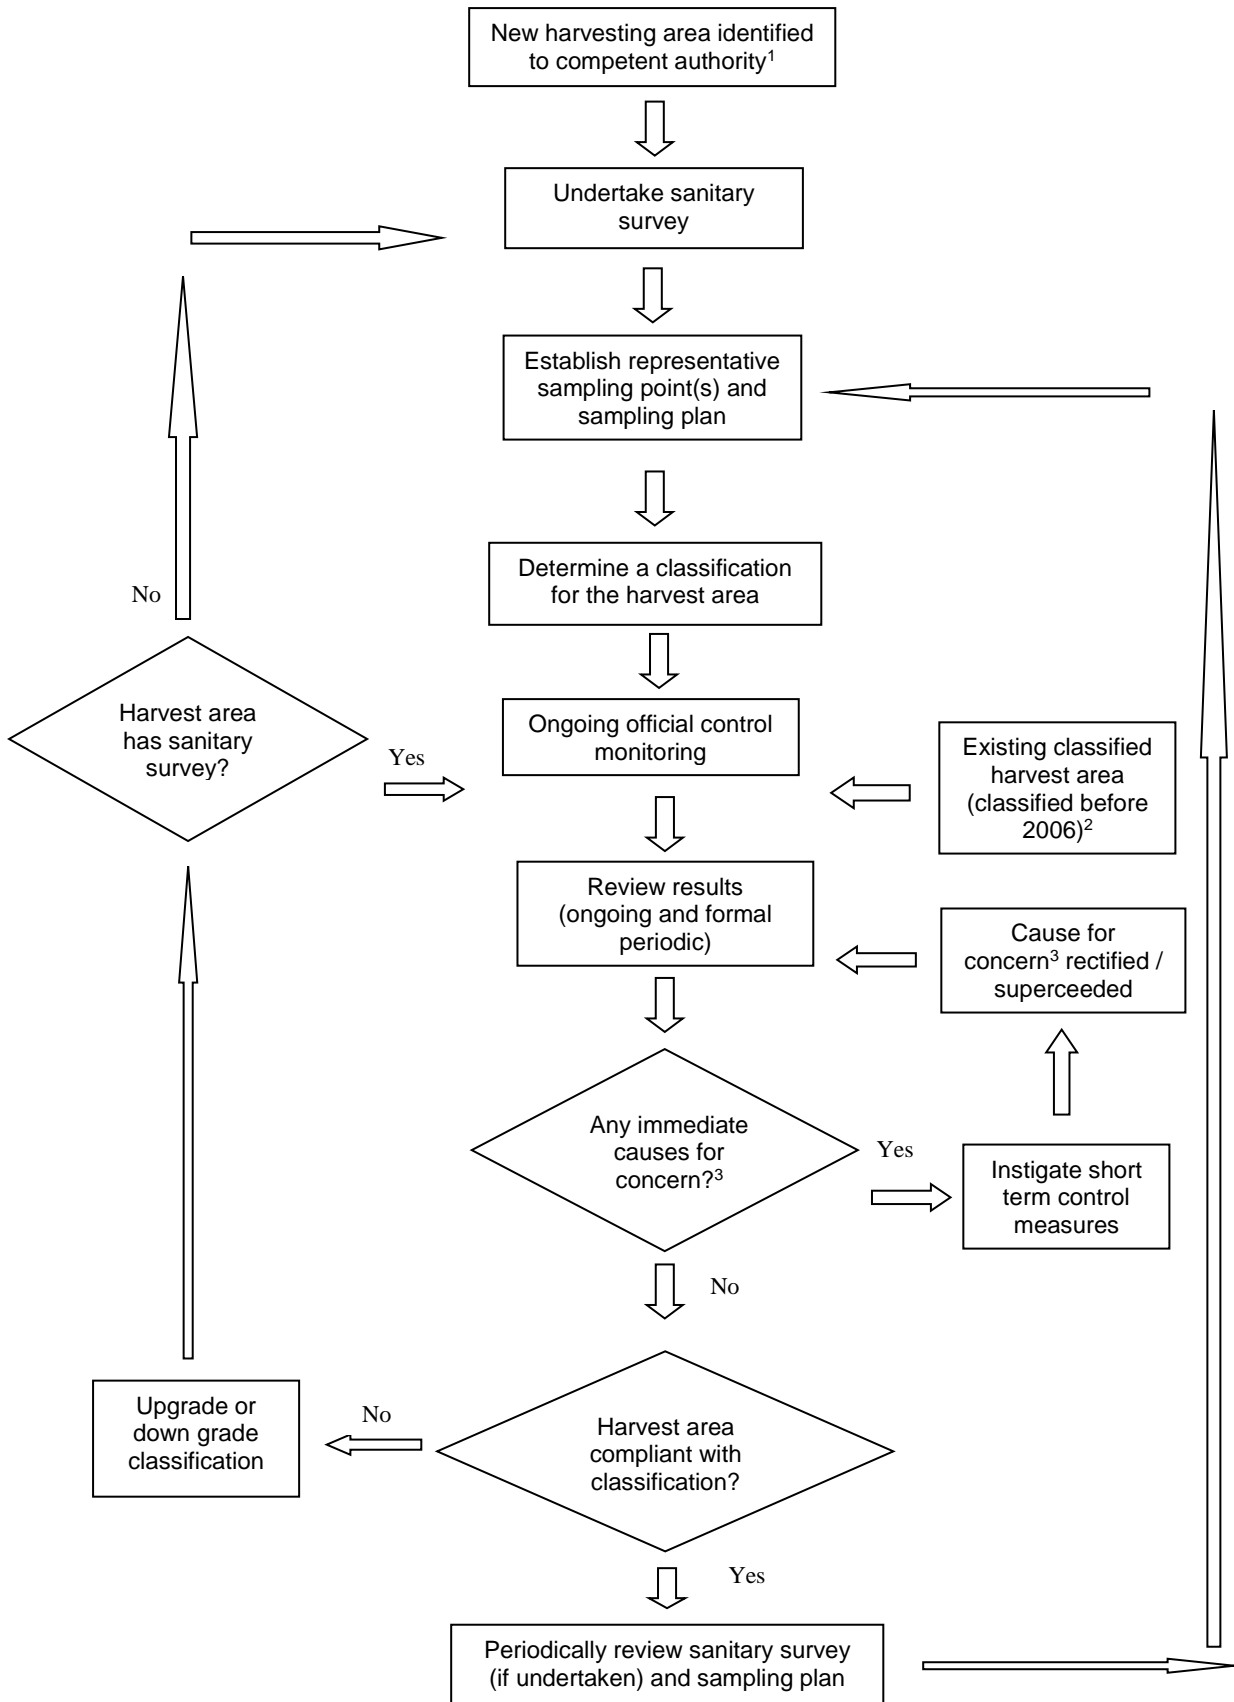 New harvesting area identified
to competent authority¹
Undertake sanitary
survey
Establish representative
sampling point(s) and
sampling plan
Determine a classification
for the harvest area
No
Harvest area
has sanitary
survey?
Yes
Ongoing official control
monitoring
Existing classified
harvest area
(classified before
2006)²
Review results
(ongoing and formal
periodic)
Cause for
concern³ rectified /
superceeded
Any immediate
causes for
concern?³
Yes
Instigate short
term control
measures
No
Upgrade or
down grade
classification
No
Harvest area
compliant with
classification?
Yes
Periodically review sanitary survey
(if undertaken) and sampling plan